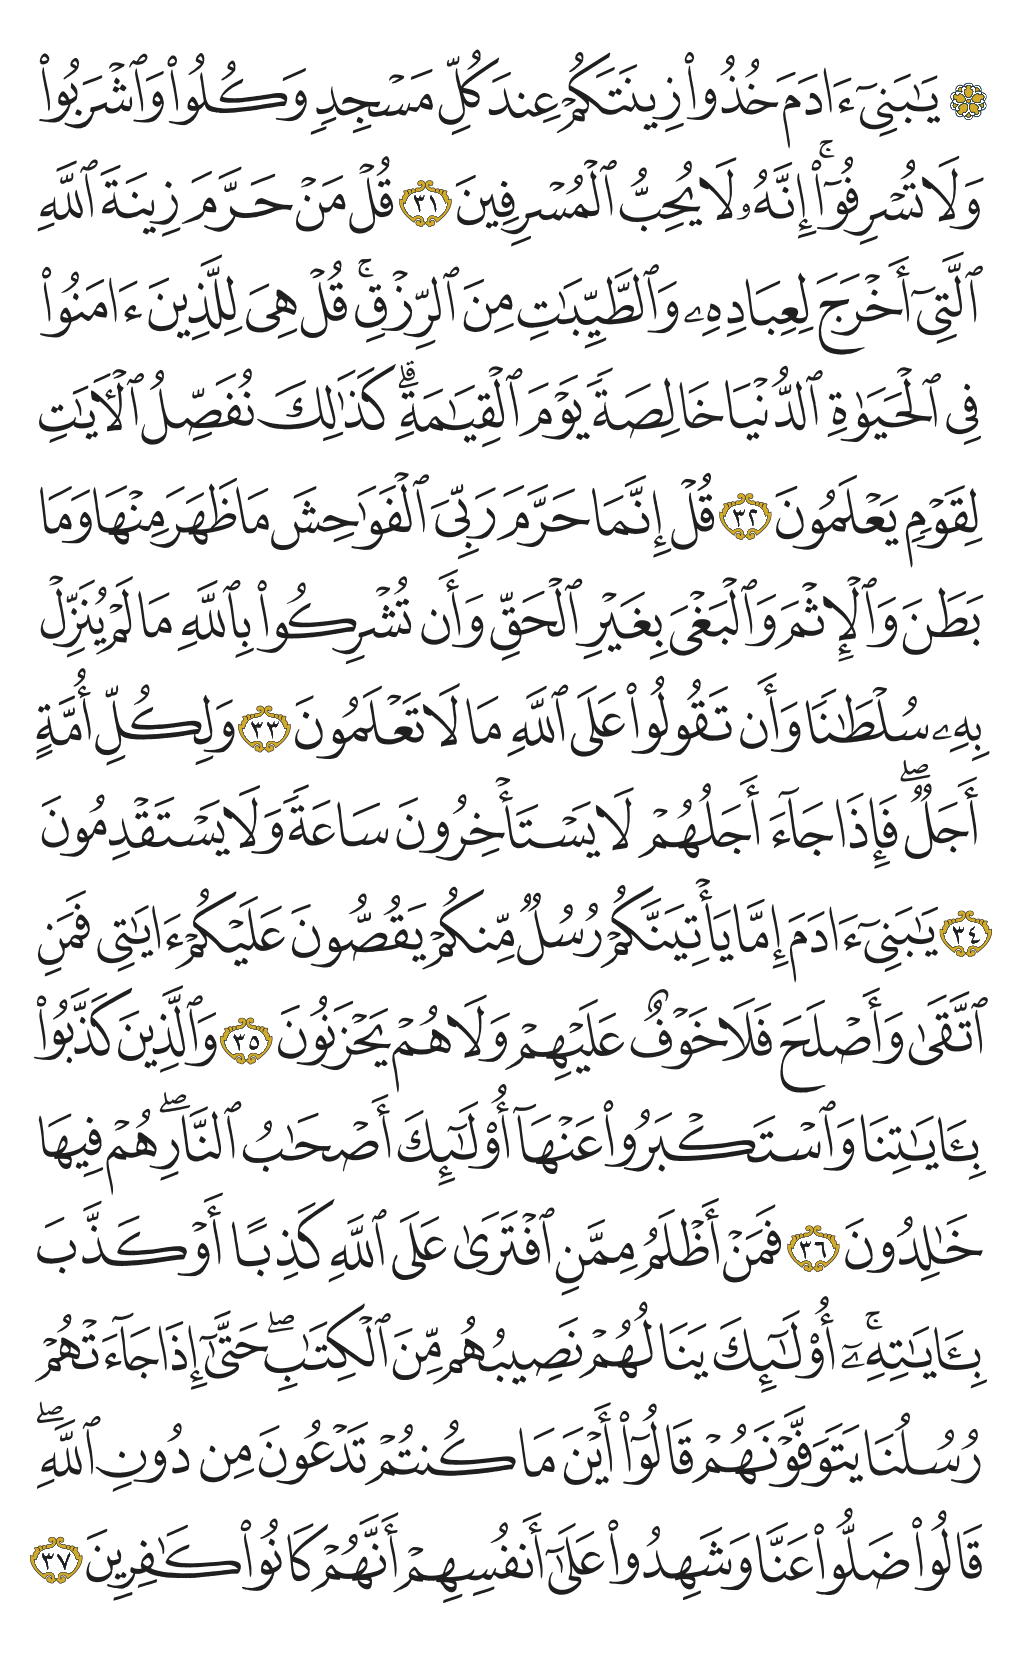 ۞ يَٰبَنِىٓ ءَادَمَ خُذُوا۟ زِينَتَكُمْ عِندَ كُلِّ مَسْجِدٍ وَكُلُوا۟ وَٱشْرَبُوا۟
وَلَا تُسْرِفُوٓا۟ ۚ إِنَّهُۥ لَا يُحِبُّ ٱلْمُسْرِفِينَ ٣١ قُلْ مَنْ حَرَّمَ زِينَةَ ٱللَّهِ
ٱلَّتِىٓ أَخْرَجَ لِعِبَادِهِۦ وَٱلطَّيِّبَٰتِ مِنَ ٱلرِّزْقِ ۚ قُلْ هِىَ لِلَّذِينَ ءَامَنُوا۟
فِى ٱلْحَيَوٰةِ ٱلدُّنْيَا خَالِصَةً يَوْمَ ٱلْقِيَٰمَةِ ۗ كَذَٰلِكَ نُفَصِّلُ ٱلْـَٔايَٰتِ
لِقَوْمٍ يَعْلَمُونَ ٣٢ قُلْ إِنَّمَا حَرَّمَ رَبِّىَ ٱلْفَوَٰحِشَ مَا ظَهَرَ مِنْهَا وَمَا
بَطَنَ وَٱلْإِثْمَ وَٱلْبَغْىَ بِغَيْرِ ٱلْحَقِّ وَأَن تُشْرِكُوا۟ بِٱللَّهِ مَا لَمْ يُنَزِّلْ
بِهِۦ سُلْطَٰنًا وَأَن تَقُولُوا۟ عَلَى ٱللَّهِ مَا لَا تَعْلَمُونَ ٣٣ وَلِكُلِّ أُمَّةٍ
أَجَلٌ ۖ فَإِذَا جَآءَ أَجَلُهُمْ لَا يَسْتَأْخِرُونَ سَاعَةً وَلَا يَسْتَقْدِمُونَ
٣٤ يَٰبَنِىٓ ءَادَمَ إِمَّا يَأْتِيَنَّكُمْ رُسُلٌ مِّنكُمْ يَقُصُّونَ عَلَيْكُمْ ءَايَٰتِى فَمَنِ
ٱتَّقَىٰ وَأَصْلَحَ فَلَا خَوْفٌ عَلَيْهِمْ وَلَا هُمْ يَحْزَنُونَ ٣٥ وَٱلَّذِينَ كَذَّبُوا۟
بِـَٔايَٰتِنَا وَٱسْتَكْبَرُوا۟ عَنْهَآ أُو۟لَٰٓئِكَ أَصْحَٰبُ ٱلنَّارِ ۖ هُمْ فِيهَا
خَٰلِدُونَ ٣٦ فَمَنْ أَظْلَمُ مِمَّنِ ٱفْتَرَىٰ عَلَى ٱللَّهِ كَذِبًا أَوْ كَذَّبَ
بِـَٔايَٰتِهِۦٓ ۚ أُو۟لَٰٓئِكَ يَنَالُهُمْ نَصِيبُهُم مِّنَ ٱلْكِتَٰبِ ۖ حَتَّىٰٓ إِذَا جَآءَتْهُمْ
رُسُلُنَا يَتَوَفَّوْنَهُمْ قَالُوٓا۟ أَيْنَ مَا كُنتُمْ تَدْعُونَ مِن دُونِ ٱللَّهِ ۖ
قَالُوا۟ ضَلُّوا۟ عَنَّا وَشَهِدُوا۟ عَلَىٰٓ أَنفُسِهِمْ أَنَّهُمْ كَانُوا۟ كَٰفِرِينَ ٣٧